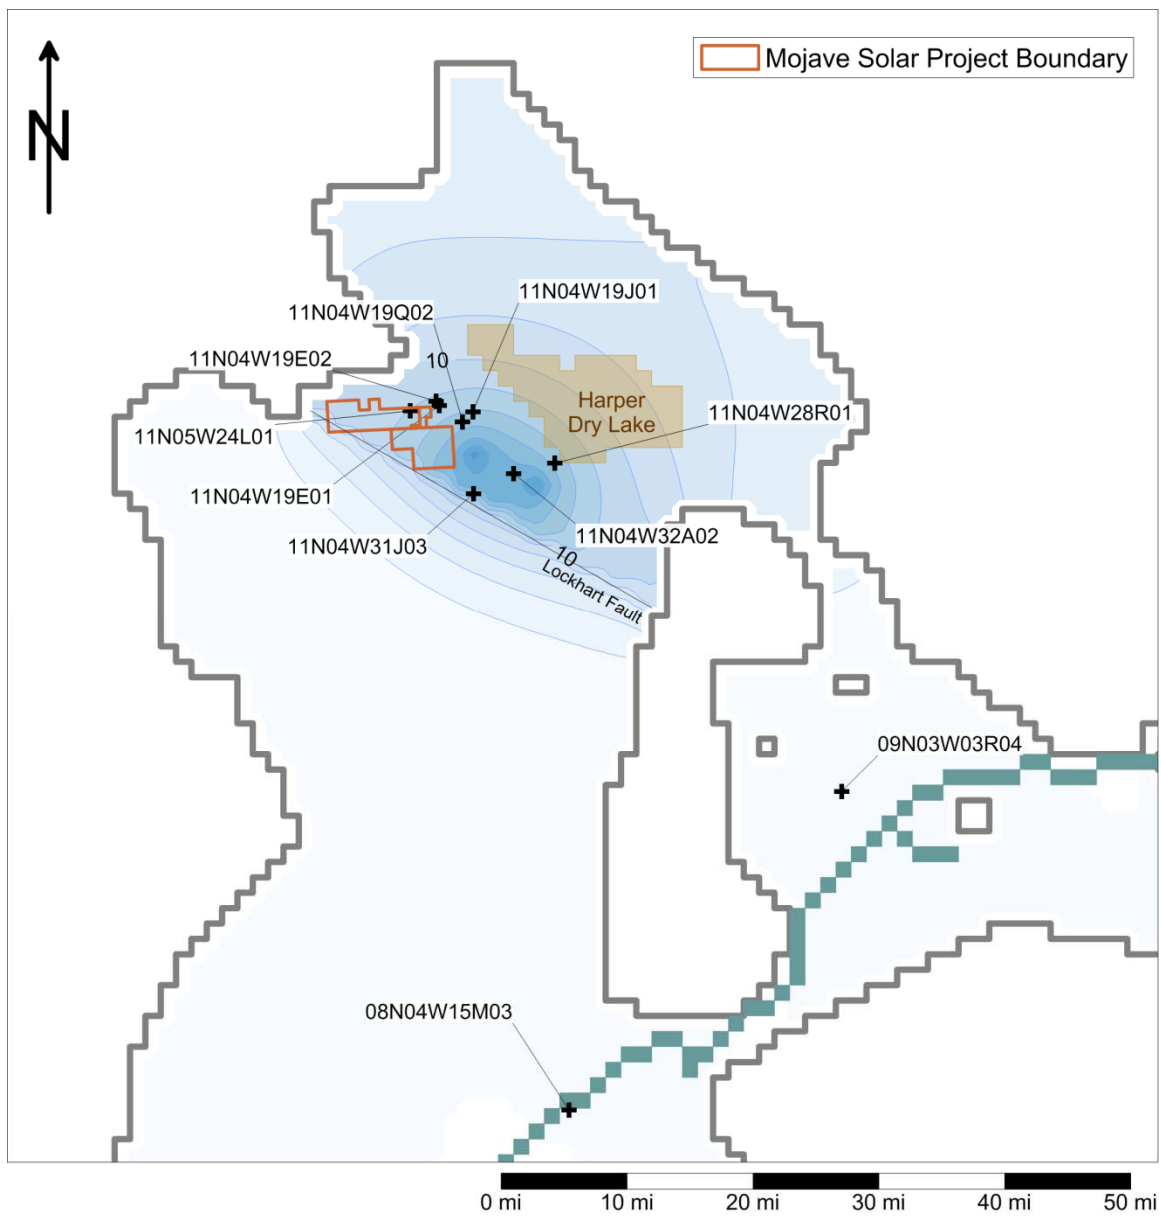 N
Mojave Solar Project Boundary
11N04W19J01
11N04W19Q02
11N04W19E02
10
Harper
Dry Lake
11N04W28R01
11N05W24L01
11N04W19E01
11N04W31J03
11N04W32A02
10
Lockhart Fault
09N03W03R04
08N04W15M03
0 mi 10 mi 20 mi 30 mi 40 mi 50 mi